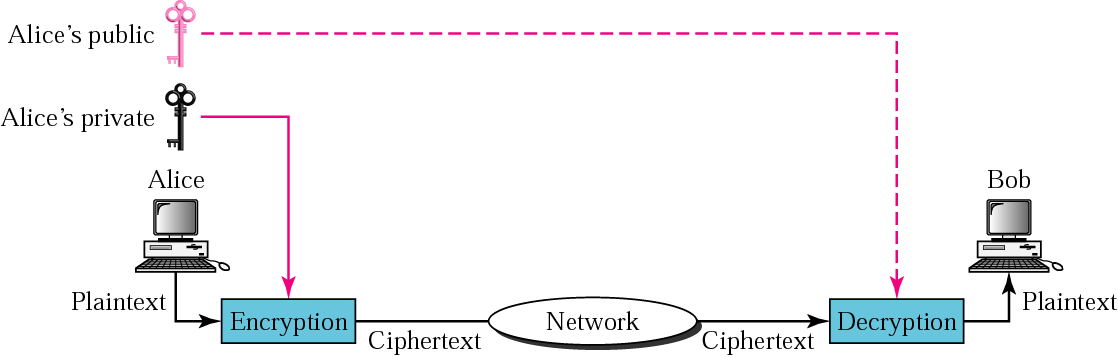 Alice’s public
Alice’s private
Alice
Bob
Plaintext
Encryption
Ciphertext
Network
Ciphertext
Decryption
Plaintext